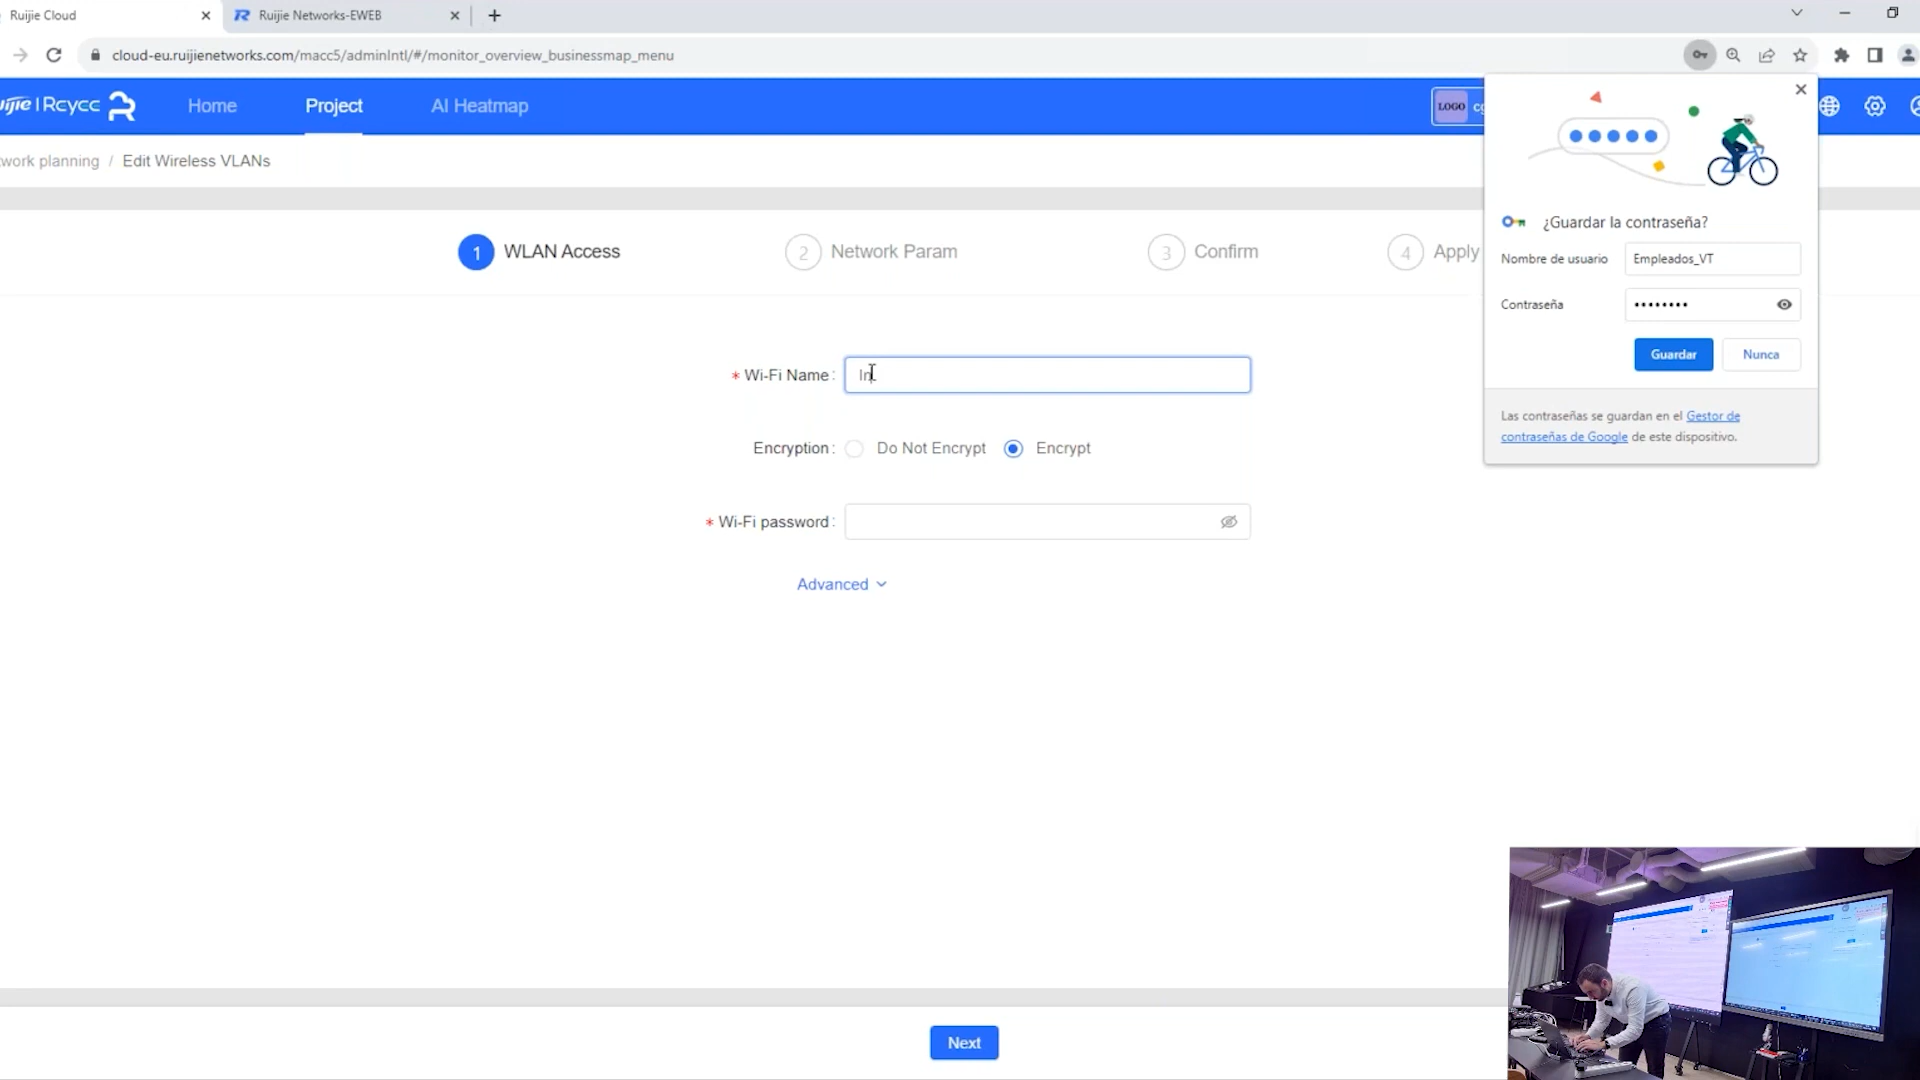 Ruijie Cloud
Ruijie Networks-EWEB
cloud-eu.ruijienetworks.com/macc5/adminIntl/#/monitor_overview_businessmap_menu
uijie | Rcycc
Home
Project
AI Heatmap
LOGO
cg
work planning / Edit Wireless VLANs
1 WLAN Access
2 Network Param
3 Confirm
4 Apply
¿Guardar la contraseña?
Nombre de usuario
Empleados_VT
Contraseña
••••••••
Guardar
Nunca
Las contraseñas se guardan en el Gestor de
contraseñas de Google de este dispositivo.
* Wi-Fi Name :
In
Encryption :
Do Not Encrypt
Encrypt
* Wi-Fi password :
Advanced
Next